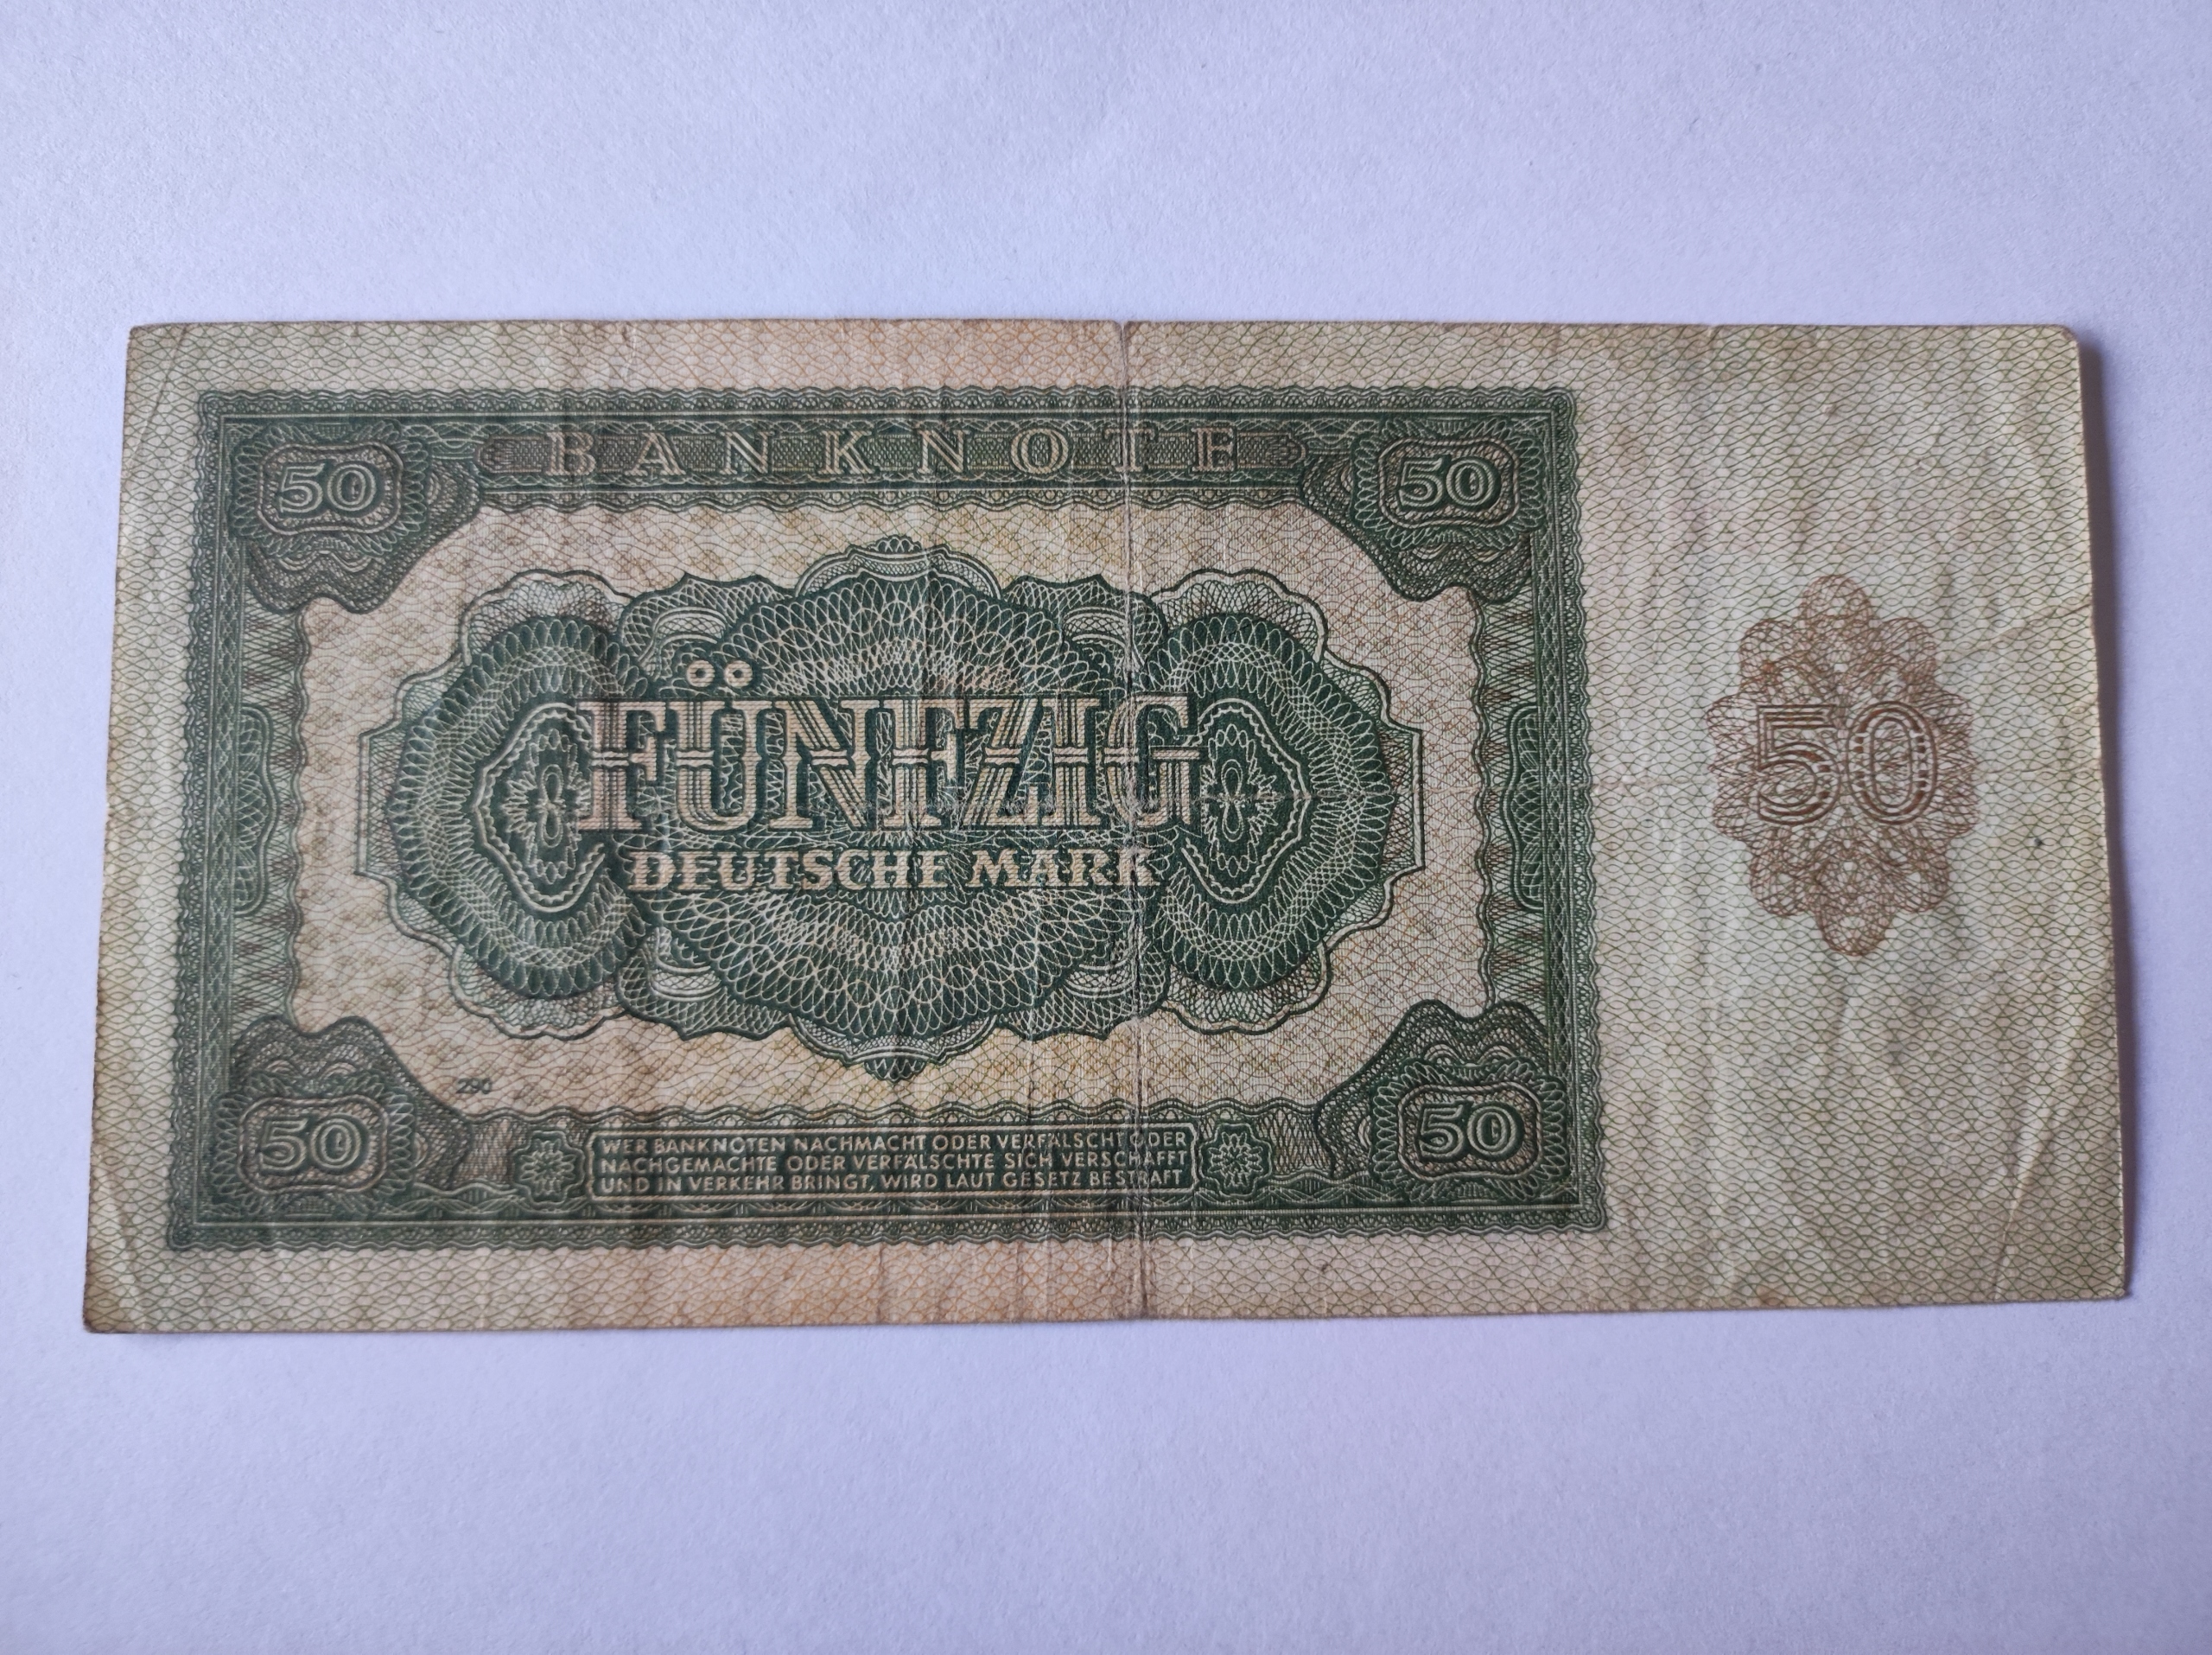 BANKNOTE
50
50
FÜNFZIG
DEUTSCHE MARK
50
290
50
50
WER BANKNOTEN NACHMACHT ODER VERFÄLSCHT ODER
NACHGEMACHTE ODER VERFÄLSCHTE SICH VERSCHAFFT
UND IN VERKEHR BRINGT, WIRD LAUT GESETZ BESTRAFT